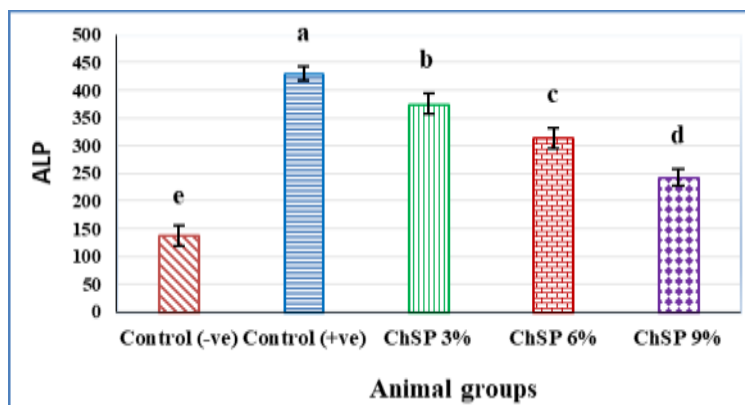 500
450
400
350
300
250
200
150
100
50
0
ALP
e
a
b
c
d
Control (-ve) Control (+ve) ChSP 3% ChSP 6% ChSP 9%
Animal groups